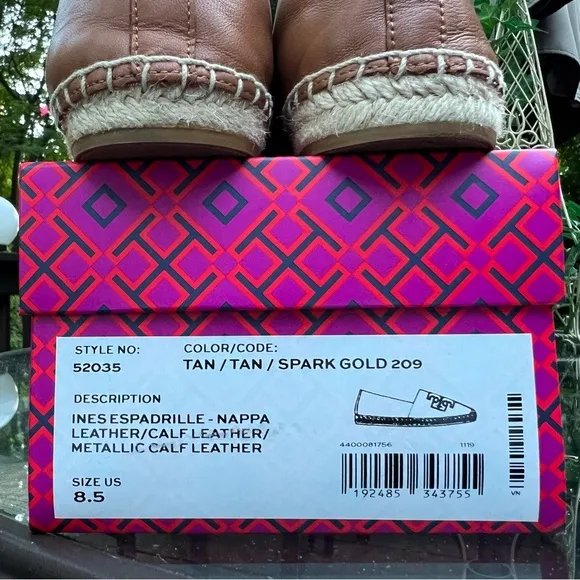 STYLE NO:
52035
COLOR/CODE:
TAN / TAN / SPARK GOLD 209
DESCRIPTION
INES ESPADRILLE - NAPPA
LEATHER/CALF LEATHER/
METALLIC CALF LEATHER
SIZE US
8.5
4400081756 1119
192485 343755
VN